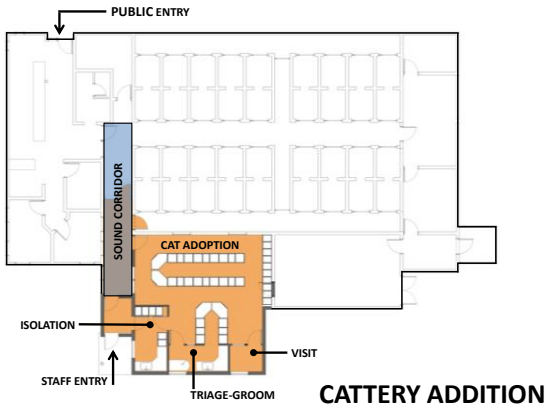 PUBLIC ENTRY
SOUND CORRIDOR
CAT ADOPTION
ISOLATION
VISIT
STAFF ENTRY
TRIAGE-GROOM
CATTERY ADDITION